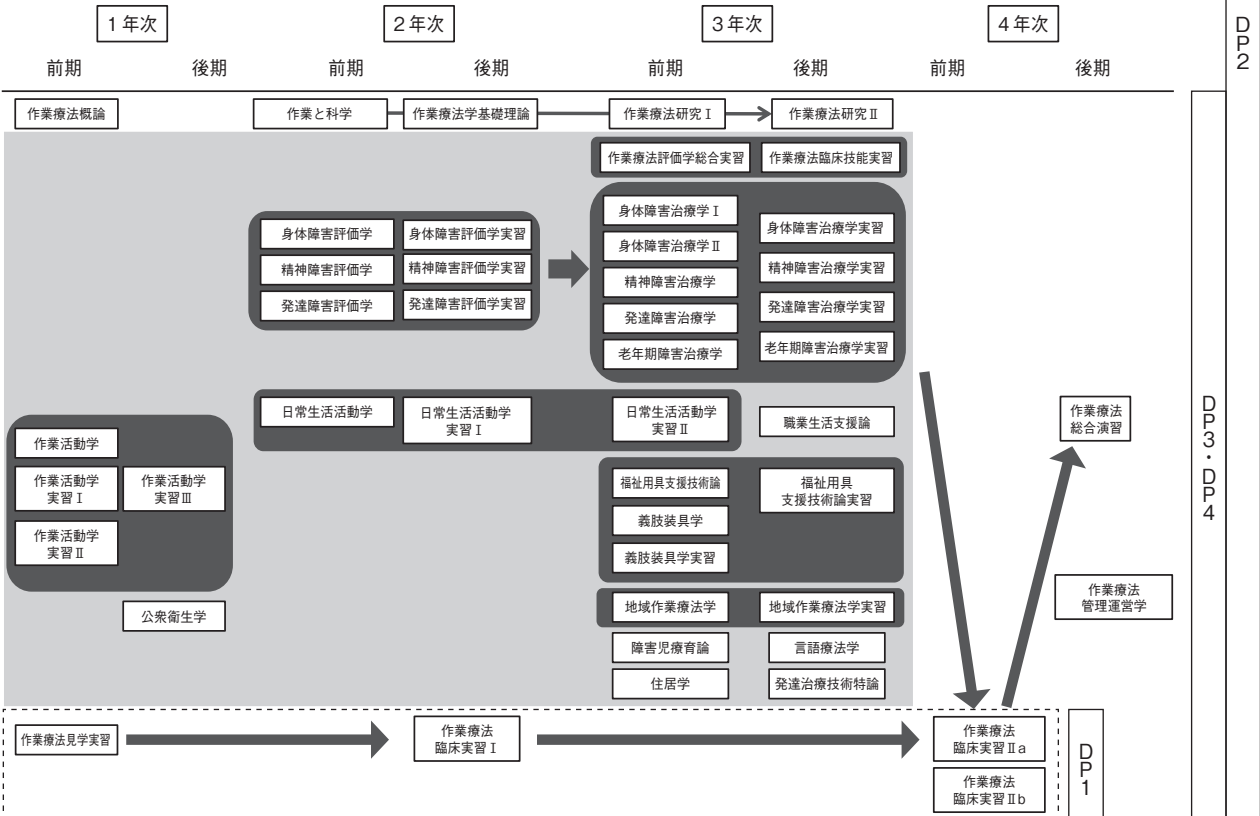 1年次
2年次
3年次
4年次
前期
後期
前期
後期
前期
後期
前期
後期
DP2
作業療法概論
作業と科学
作業療法学基礎理論
作業療法研究Ⅰ
作業療法研究Ⅱ
作業療法評価学総合実習
作業療法臨床技能実習
身体障害評価学
身体障害評価学実習
精神障害評価学
精神障害評価学実習
発達障害評価学
発達障害評価学実習
身体障害治療学Ⅰ
身体障害治療学Ⅱ
精神障害治療学
発達障害治療学
老年期障害治療学
身体障害治療学実習
精神障害治療学実習
発達障害治療学実習
老年期障害治療学実習
日常生活活動学
日常生活活動学
実習Ⅰ
日常生活活動学
実習Ⅱ
職業生活支援論
作業療法
総合演習
DP3・DP4
作業活動学
作業活動学
実習Ⅰ
作業活動学
実習Ⅲ
作業活動学
実習Ⅱ
福祉用具支援技術論
福祉用具
支援技術論実習
義肢装具学
義肢装具学実習
公衆衛生学
地域作業療法学
地域作業療法学実習
作業療法
管理運営学
障害児療育論
言語療法学
住居学
発達治療技術特論
作業療法見学実習
作業療法
臨床実習Ⅰ
作業療法
臨床実習Ⅱa
作業療法
臨床実習Ⅱb
DP1